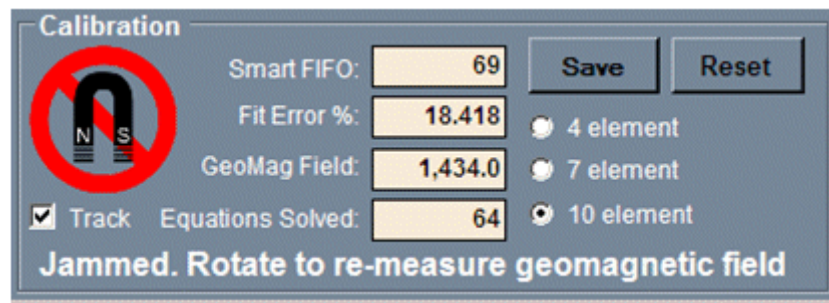 Calibration
Smart FIFO: 69 Save Reset
Fit Error %: 18.418 4 element
N S
GeoMag Field: 1,434.0 7 element
Track Equations Solved: 64 10 element
Jammed. Rotate to re-measure geomagnetic field